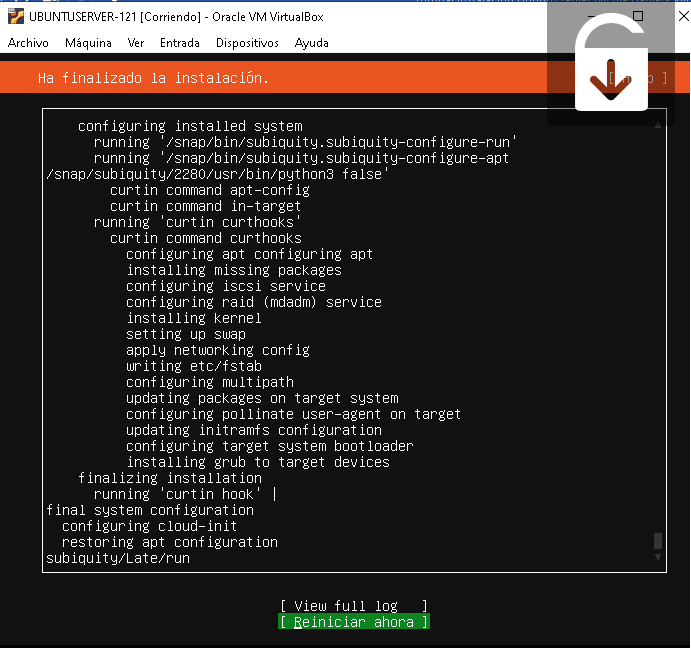 UBUNTUSERVER-121 [Corriendo] - Oracle VM VirtualBox
Archivo Máquina Ver Entrada Dispositivos Ayuda
Ha finalizado la instalación.
configuring installed system
running '/snap/bin/subiquity.subiquity-configure-run'
running '/snap/bin/subiquity.subiquity-configure-apt
/snap/subiquity/2280/usr/bin/python3 false'
curtin command apt-config
curtin command in-target
running 'curtin curthooks'
curtin command curthooks
configuring apt configuring apt
installing missing packages
configuring iscsi service
configuring raid (mdadm) service
installing kernel
setting up swap
apply networking config
writing etc/fstab
configuring multipath
updating packages on target system
configuring pollinate user-agent on target
updating initramfs configuration
configuring target system bootloader
installing grub to target devices
finalizing installation
running 'curtin hook' |
final system configuration
configuring cloud-init
restoring apt configuration
subiquity/Late/run
[ View full log ]
[ Reiniciar ahora ]